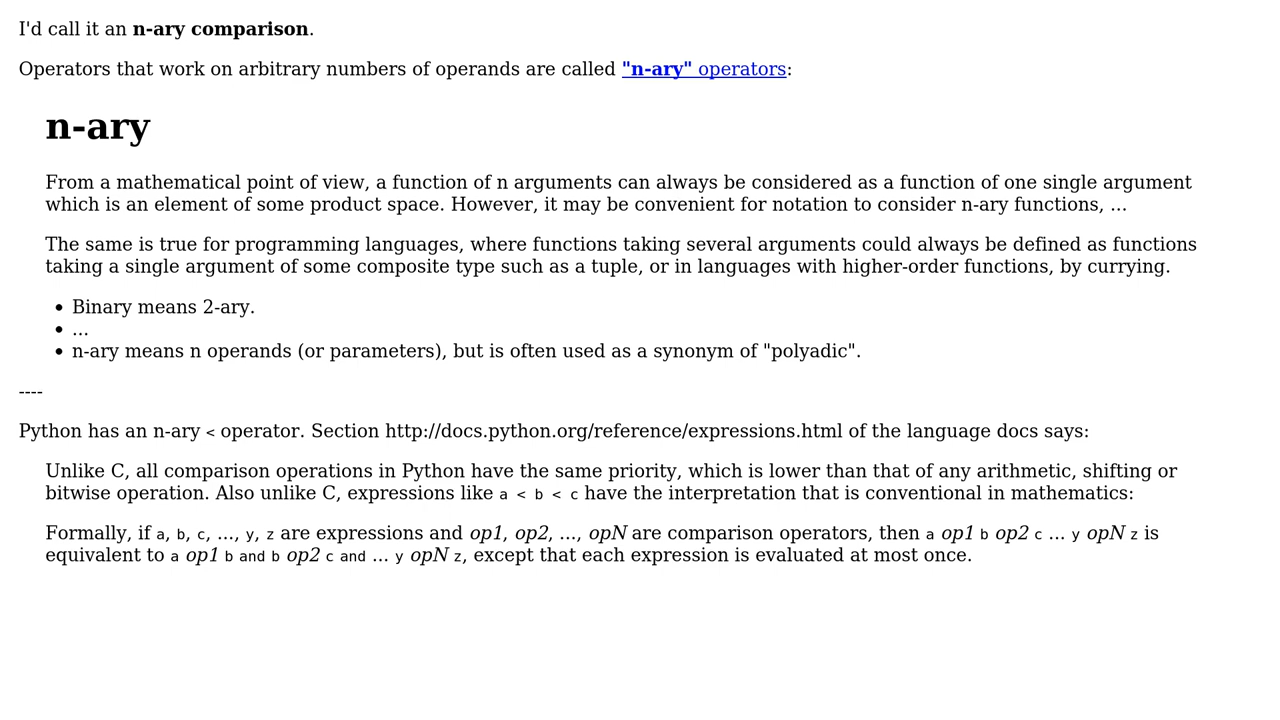 I'd call it an n-ary comparison.
Operators that work on arbitrary numbers of operands are called "n-ary" operators:
n-ary
From a mathematical point of view, a function of n arguments can always be considered as a function of one single argument
which is an element of some product space. However, it may be convenient for notation to consider n-ary functions, ...
The same is true for programming languages, where functions taking several arguments could always be defined as functions
taking a single argument of some composite type such as a tuple, or in languages with higher-order functions, by currying.
• Binary means 2-ary.
• ...
• n-ary means n operands (or parameters), but is often used as a synonym of "polyadic".
----
Python has an n-ary < operator. Section http://docs.python.org/reference/expressions.html of the language docs says:
Unlike C, all comparison operations in Python have the same priority, which is lower than that of any arithmetic, shifting or
bitwise operation. Also unlike C, expressions like a < b < c have the interpretation that is conventional in mathematics:
Formally, if a, b, c, ..., y, z are expressions and op1, op2, ..., opN are comparison operators, then a op1 b op2 c ... y opN z is
equivalent to a op1 b and b op2 c and ... y opN z, except that each expression is evaluated at most once.